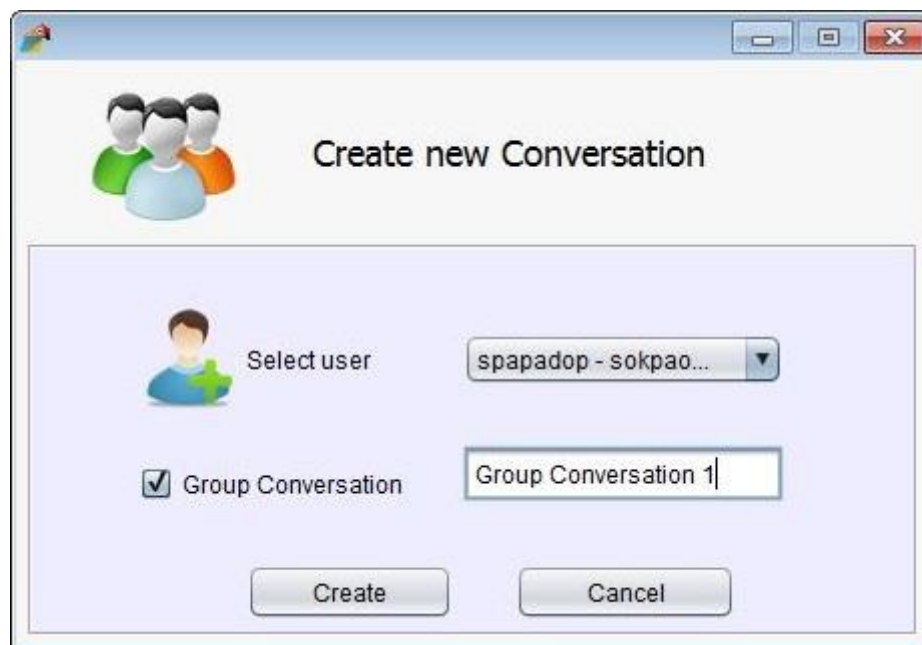 Create new Conversation
Select user
spapadop - sokpao...
Group Conversation
Group Conversation 1
Create
Cancel